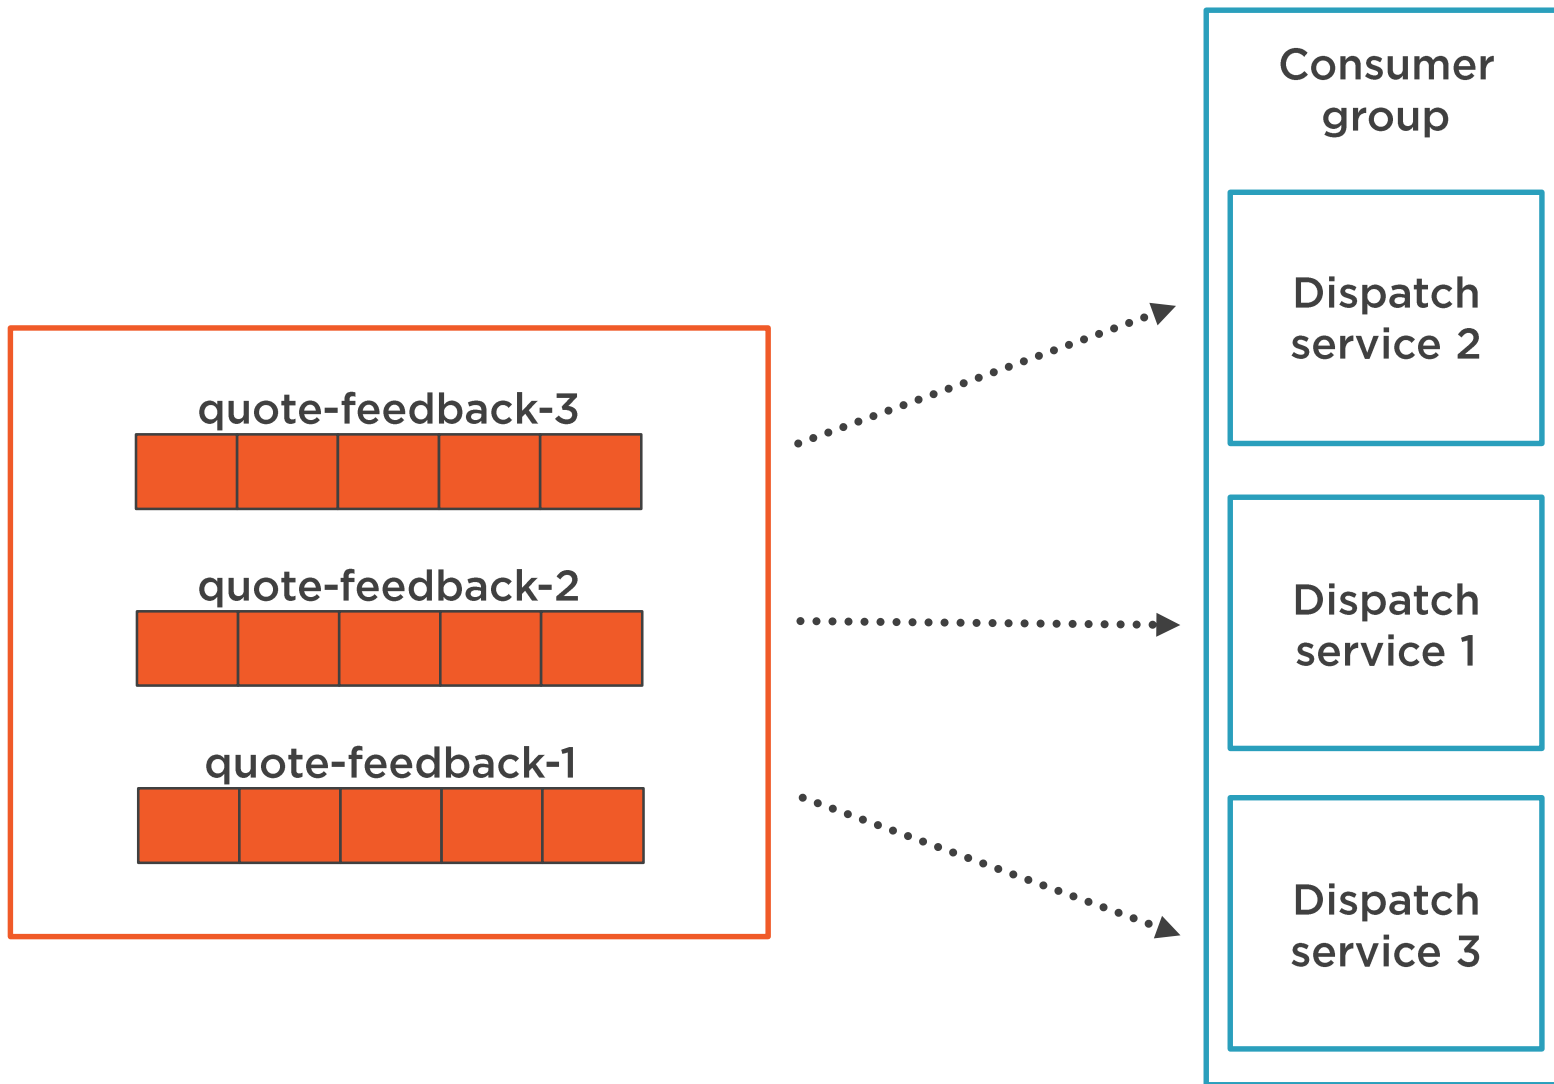 Consumer
group
Dispatch
service 2
quote-feedback-3
quote-feedback-2
Dispatch
service 1
quote-feedback-1
Dispatch
service 3